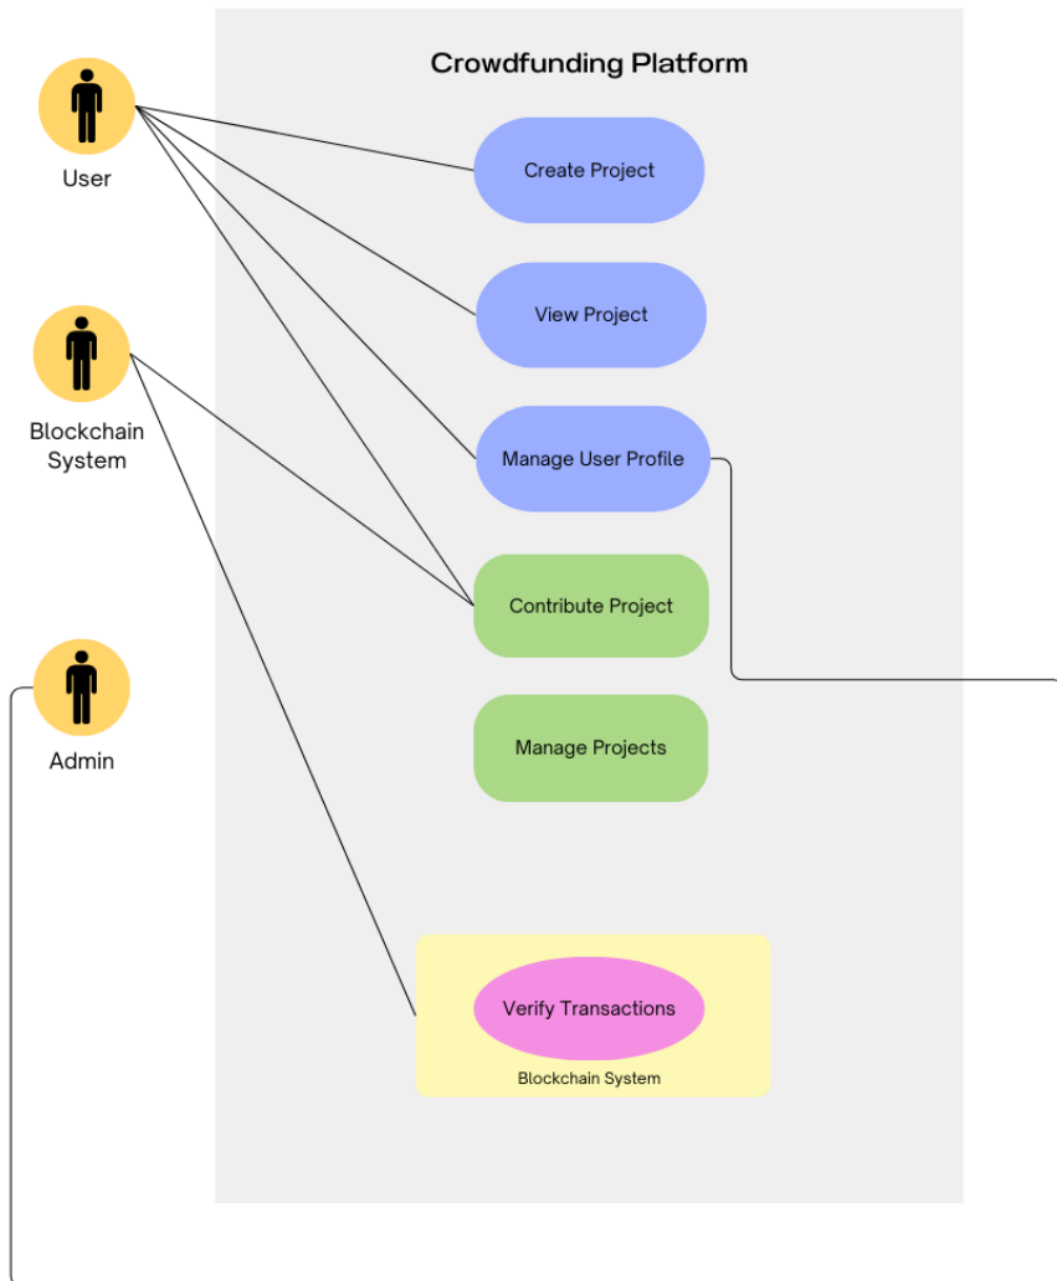 Crowdfunding Platform
User
Create Project
View Project
Blockchain
System
Manage User Profile
Contribute Project
Admin
Manage Projects
Verify Transactions
Blockchain System